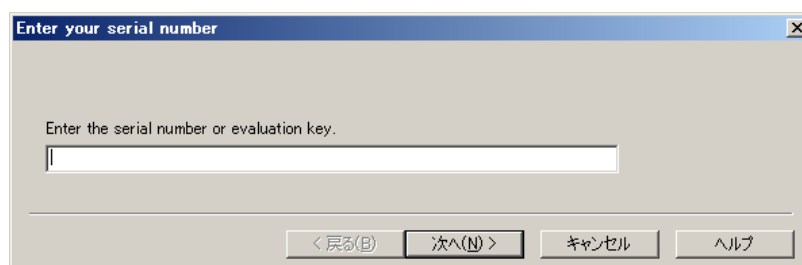 Enter your serial number
Enter the serial number or evaluation key.
< 戻る(B) 次へ(N) > キャンセル ヘルプ